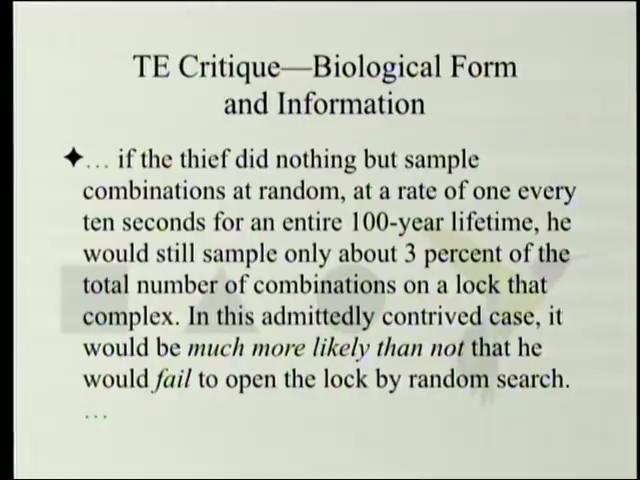 TE Critique—Biological Form
and Information
… if the thief did nothing but sample
combinations at random, at a rate of one every
ten seconds for an entire 100-year lifetime, he
would still sample only about 3 percent of the
total number of combinations on a lock that
complex. In this admittedly contrived case, it
would be much more likely than not that he
would fail to open the lock by random search.
…